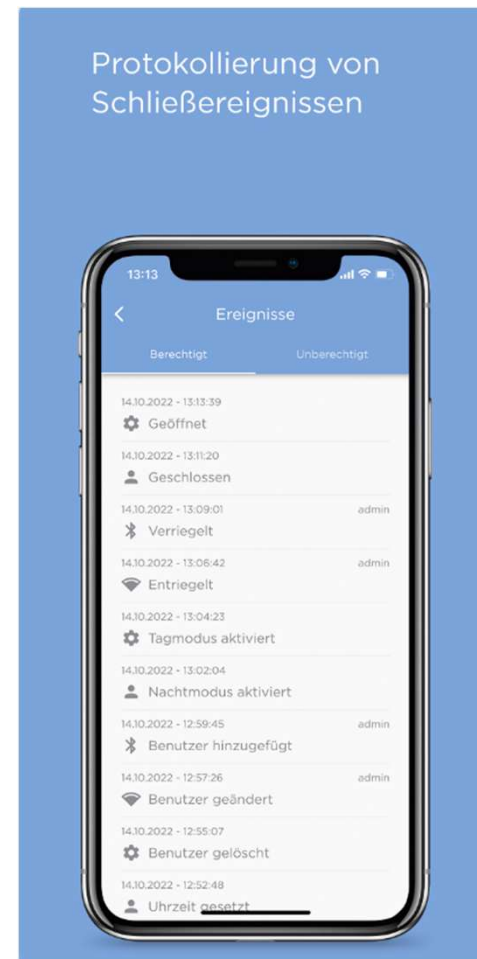 Protokollierung von
Schließereignissen
13:13
Ereignisse
Berechtigt Unberechtigt
14.10.2022 - 13:13:39
Geöffnet
14.10.2022 - 13:11:20
Geschlossen
14.10.2022 - 13:09:01 admin
Verriegelt
14.10.2022 - 13:06:42 admin
Entriegelt
14.10.2022 - 13:04:23
Tagmodus aktiviert
14.10.2022 - 13:02:04
Nachtmodus aktiviert
14.10.2022 - 12:59:45 admin
Benutzer hinzugefügt
14.10.2022 - 12:57:26 admin
Benutzer geändert
14.10.2022 - 12:55:07
Benutzer gelöscht
14.10.2022 - 12:52:48
Uhrzeit gesetzt